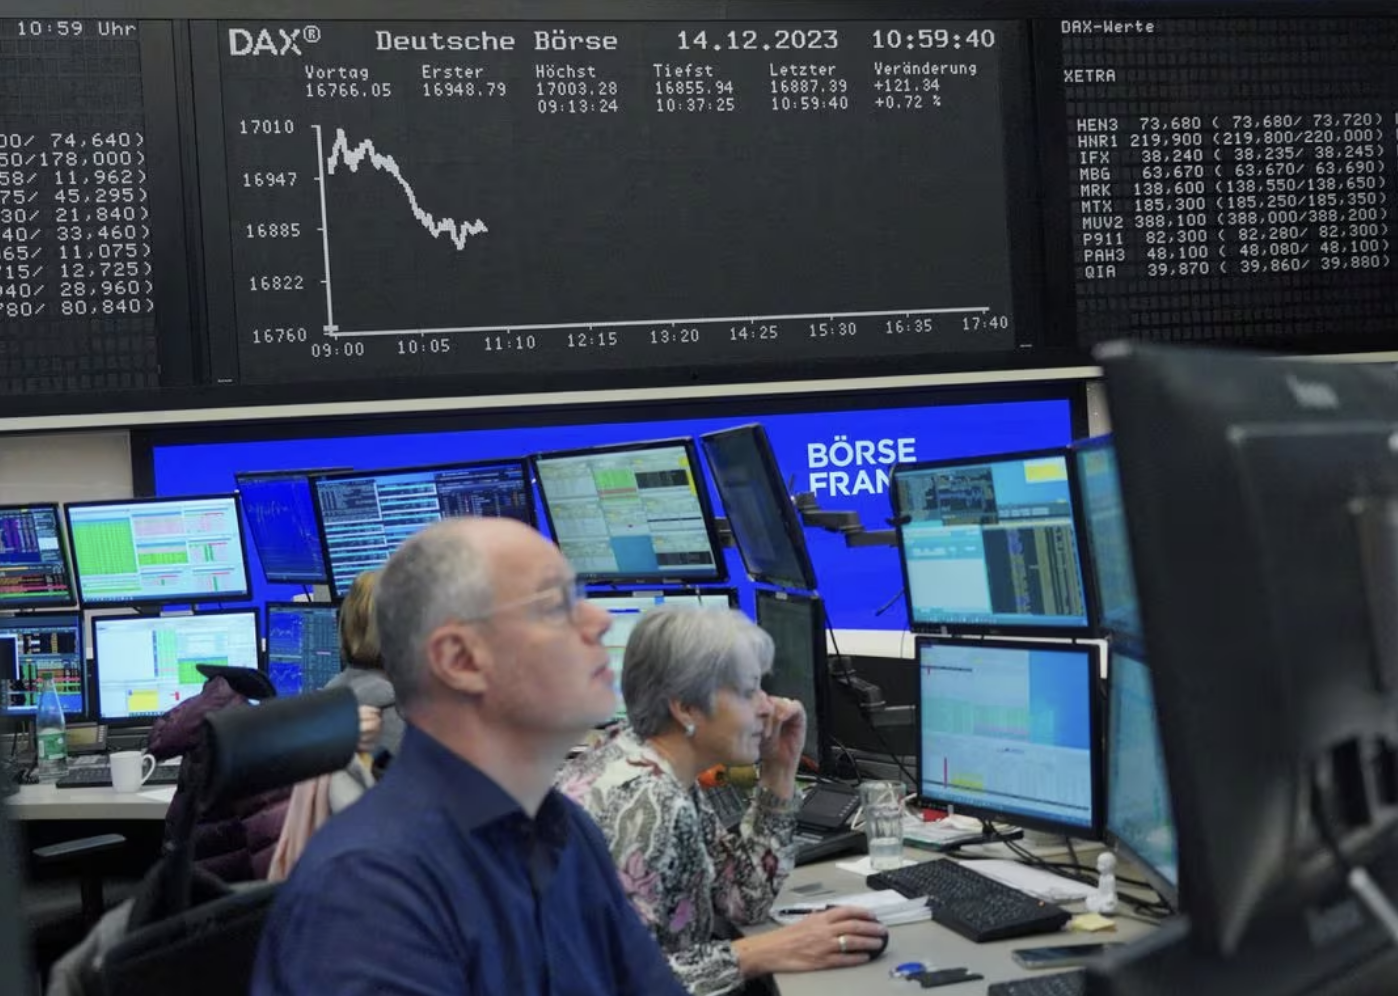 10:59 Uhr
00/ 74,640)
50/178,000)
58/ 11,962)
75/ 45,295)
30/ 21,840)
40/ 33,460)
65/ 11,075)
15/ 12,725)
40/ 28,960)
80/ 80,840)
DAX® Deutsche Börse 14.12.2023 10:59:40
Vortag Erster Höchst Tiefst Letzter Veränderung
16766.05 16948.79 17003.28 16855.94 16887.39 +121.34
09:13:24 10:37:25 10:59:40 +0.72 %
17010
16947
16885
16822
16760
09:00 10:05 11:10 12:15 13:20 14:25 15:30 16:35 17:40
DAX-Werte
XETRA
HEN3 73,680 ( 73,680/ 73,720)
HNR1 219,900 (219,800/220,000)
IFX 38,240 ( 38,235/ 38,245)
MBG 63,670 ( 63,670/ 63,690)
MRK 138,600 (138,550/138,650)
MTX 185,300 (185,250/185,350)
MUV2 388,100 (388,000/388,200)
P911 82,300 ( 82,280/ 82,300)
PAH3 48,100 ( 48,080/ 48,100)
QIA 39,870 ( 39,860/ 39,880)
BÖRSE
FRAN